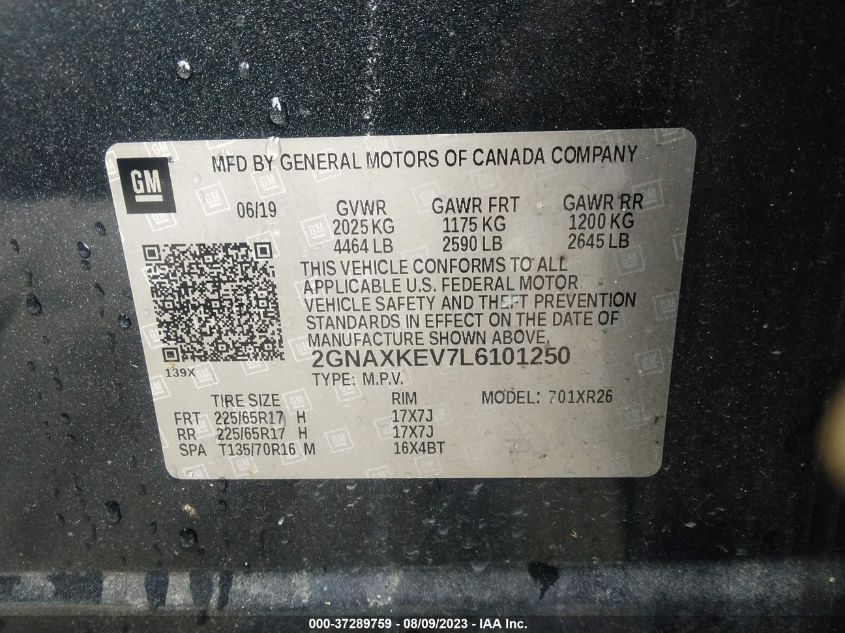 GM
MFD BY GENERAL MOTORS OF CANADA COMPANY
06/19 GVWR GAWR FRT GAWR RR
2025 KG 1175 KG 1200 KG
4464 LB 2590 LB 2645 LB
THIS VEHICLE CONFORMS TO ALL
APPLICABLE U.S. FEDERAL MOTOR
VEHICLE SAFETY AND THEFT PREVENTION
STANDARDS IN EFFECT ON THE DATE OF
MANUFACTURE SHOWN ABOVE.
139X
2GNAXKEV7L6101250
TYPE: M.P.V.
TIRE SIZE RIM MODEL: 701XR26
FRT 225/65R17 H 17X7J
RR 225/65R17 H 17X7J
SPA T135/70R16 M 16X4BT
000-37289759 - 08/09/2023 - IAA Inc.